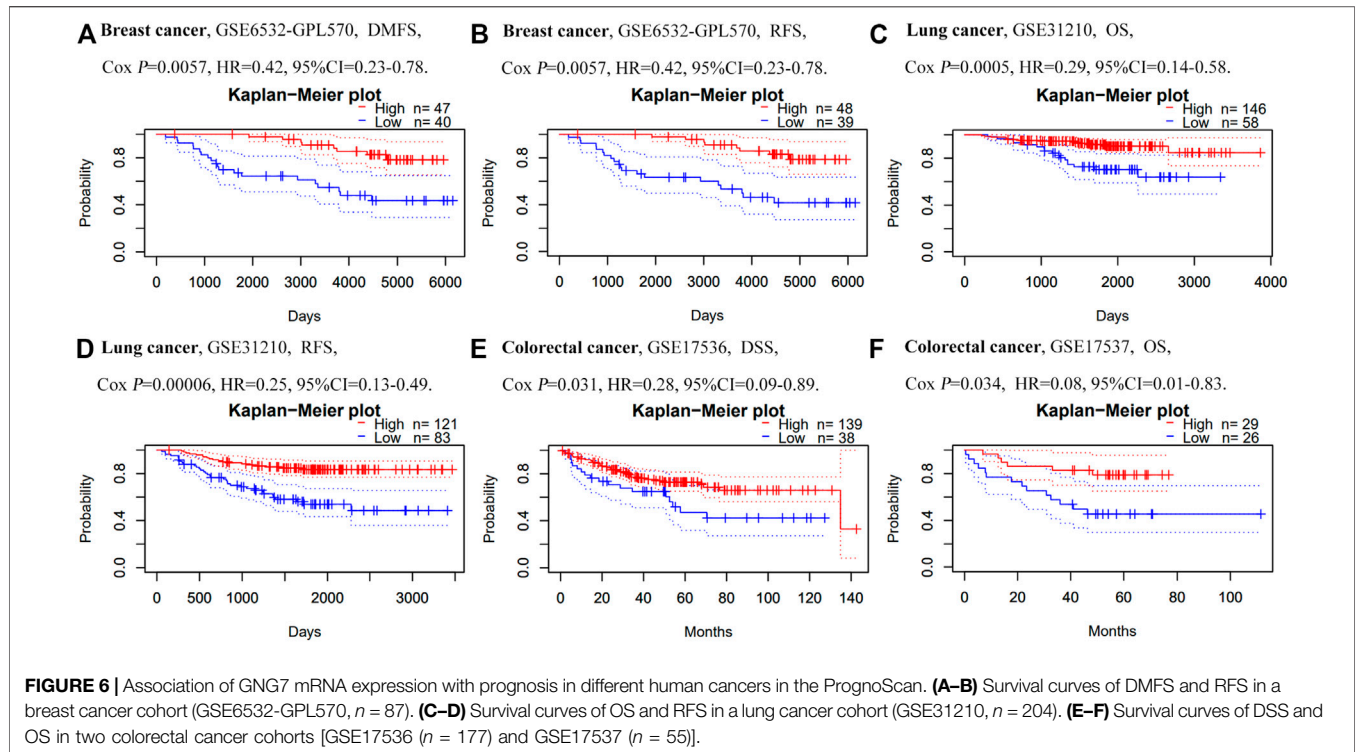 A Breast cancer, GSE6532-GPL570, DMFS,
Cox P=0.0057, HR=0.42, 95%CI=0.23-0.78.
Kaplan−Meier plot
High n= 47
Low n= 40
Probability
0.0 0.4 0.8
0 1000 2000 3000 4000 5000 6000
Days
B Breast cancer, GSE6532-GPL570, RFS,
Cox P=0.0057, HR=0.42, 95%CI=0.23-0.78.
Kaplan−Meier plot
High n= 48
Low n= 39
Probability
0.0 0.4 0.8
0 1000 2000 3000 4000 5000 6000
Days
C Lung cancer, GSE31210, OS,
Cox P=0.0005, HR=0.29, 95%CI=0.14-0.58.
Kaplan−Meier plot
High n= 146
Low n= 58
Probability
0.0 0.4 0.8
0 1000 2000 3000 4000
Days
D Lung cancer, GSE31210, RFS,
Cox P=0.00006, HR=0.25, 95%CI=0.13-0.49.
Kaplan−Meier plot
High n= 121
Low n= 83
Probability
0.0 0.4 0.8
0 500 1000 2000 3000
Days
E Colorectal cancer, GSE17536, DSS,
Cox P=0.031, HR=0.28, 95%CI=0.09-0.89.
Kaplan−Meier plot
High n= 139
Low n= 38
Probability
0.0 0.4 0.8
0 20 40 60 80 100 120 140
Months
F Colorectal cancer, GSE17537, OS,
Cox P=0.034, HR=0.08, 95%CI=0.01-0.83.
Kaplan−Meier plot
High n= 29
Low n= 26
Probability
0.0 0.4 0.8
0 20 40 60 80 100
Months
FIGURE 6 | Association of GNG7 mRNA expression with prognosis in different human cancers in the PrognoScan. (A–B) Survival curves of DMFS and RFS in a
breast cancer cohort (GSE6532-GPL570, n = 87). (C–D) Survival curves of OS and RFS in a lung cancer cohort (GSE31210, n = 204). (E–F) Survival curves of DSS and
OS in two colorectal cancer cohorts [GSE17536 (n = 177) and GSE17537 (n = 55)].